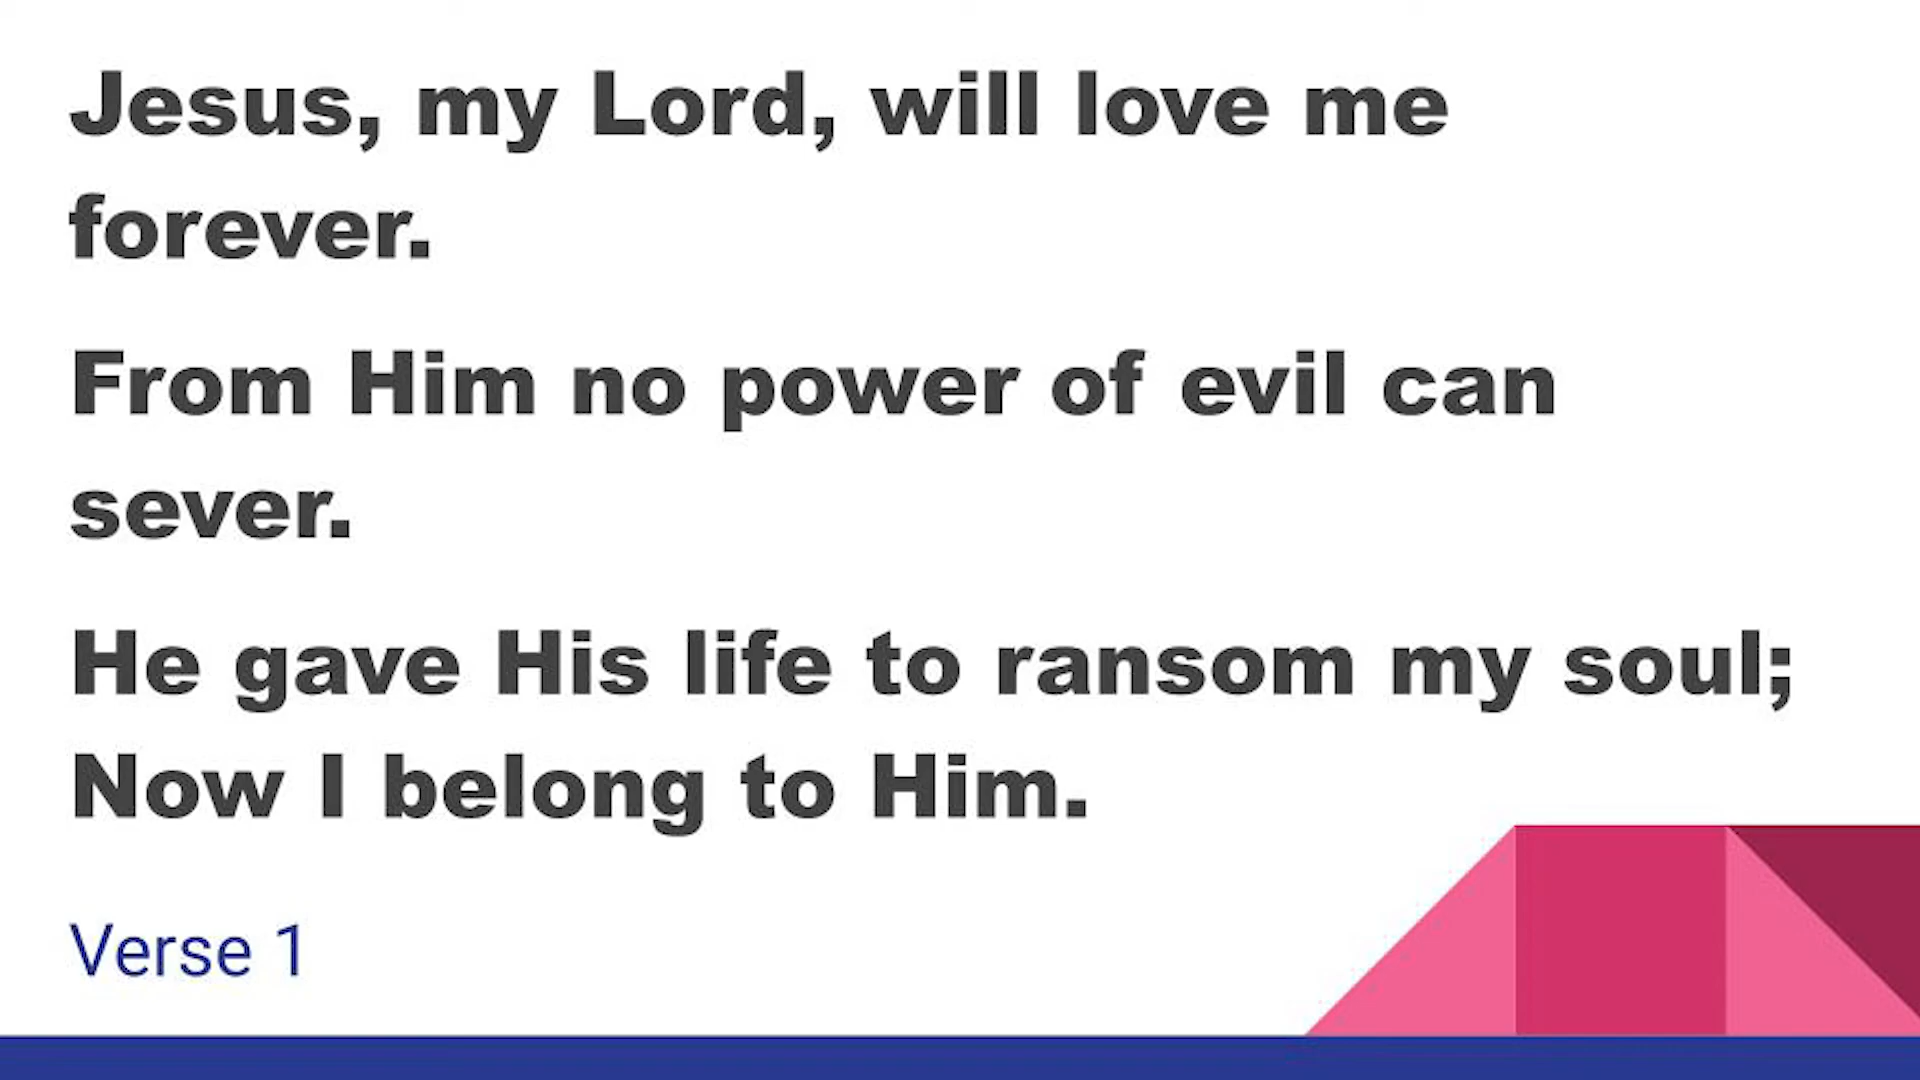 Jesus, my Lord, will love me
forever.
From Him no power of evil can
sever.
He gave His life to ransom my soul;
Now I belong to Him.
Verse 1